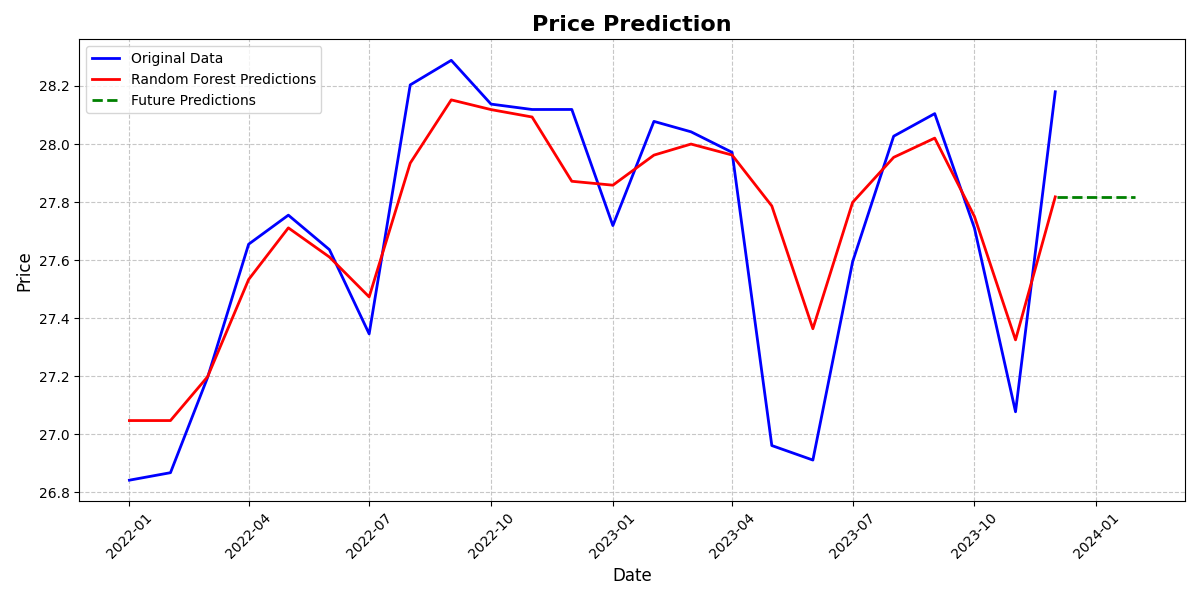 Price Prediction
Original Data
Random Forest Predictions
Future Predictions
Price
28.2
28.0
27.8
27.6
27.4
27.2
27.0
26.8
2022-01
2022-04
2022-07
2022-10
2023-01
2023-04
2023-07
2023-10
2024-01
Date